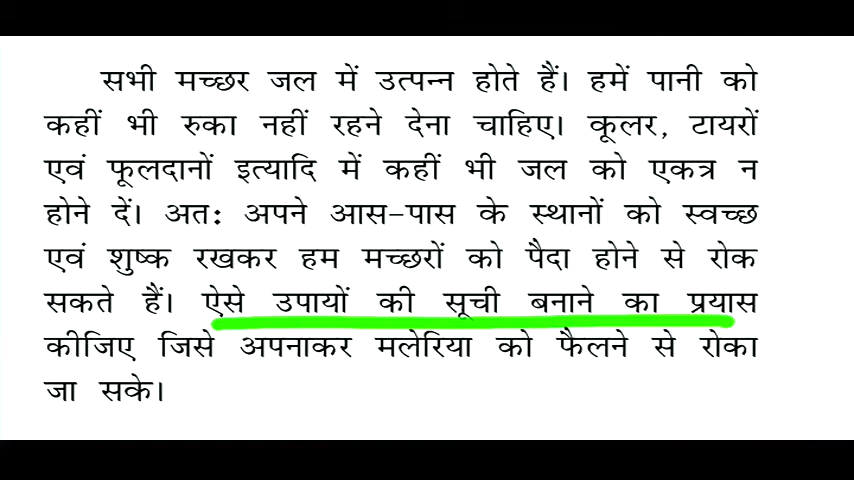 सभी मच्छर जल में उत्पन्न होते हैं। हमें पानी को
कहीं भी रुका नहीं रहने देना चाहिए। कूलर, टायरों
एवं फूलदानों इत्यादि में कहीं भी जल को एकत्र न
होने दें। अतः अपने आस-पास के स्थानों को स्वच्छ
एवं शुष्क रखकर हम मच्छरों को पैदा होने से रोक
सकते हैं। ऐसे उपायों की सूची बनाने का प्रयास
कीजिए जिसे अपनाकर मलेरिया को फैलने से रोका
जा सके।